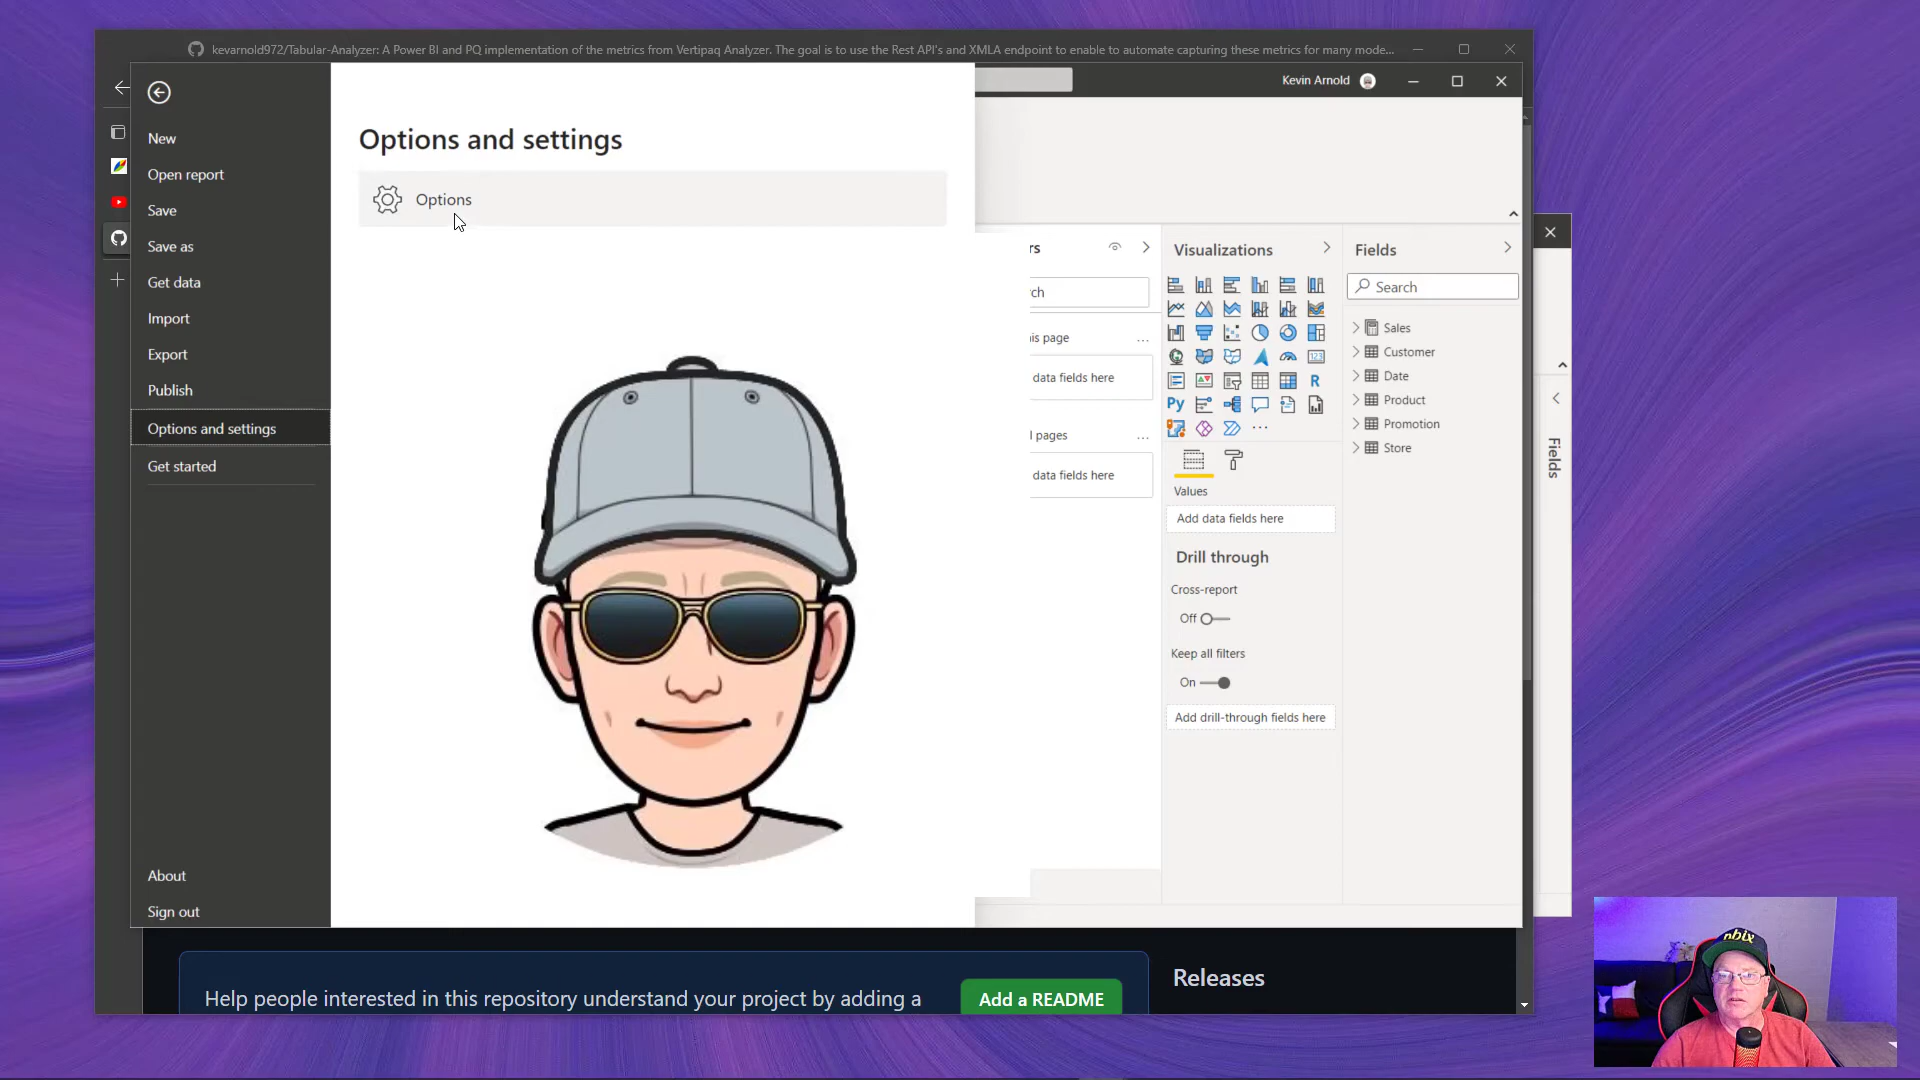 kevarnold972/Tabular-Analyzer: A Power BI and PQ implementation of the metrics from Vertipaq Analyzer. The goal is to use the Rest API's and XMLA endpoint to enable to automate capturing these metrics for many mode...
Kevin Arnold
New
Open report
Save
Save as
Get data
Import
Export
Publish
Options and settings
Get started
About
Sign out
Options and settings
Options
rs
ch
is page
...
data fields here
l pages
...
data fields here
Visualizations
123
R
Py
...
Values
Add data fields here
Drill through
Cross-report
Off
Keep all filters
On
Add drill-through fields here
Fields
Search
Sales
Customer
Date
Product
Promotion
Store
Fields
Help people interested in this repository understand your project by adding a
Add a README
Releases
pbix